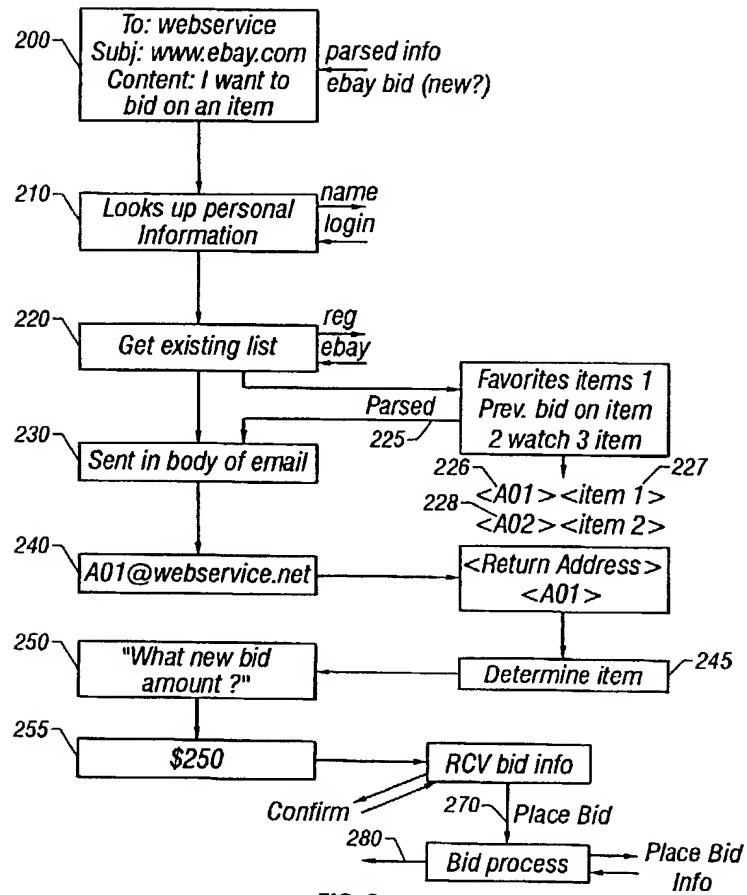 200
To: webservice
Subj: www.ebay.com
Content: I want to
bid on an item
parsed info
ebay bid (new?)
210
Looks up personal
Information
name
login
220
Get existing list
reg
ebay
Favorites items 1
Prev. bid on item
2 watch 3 item
Parsed
225
230
Sent in body of email
226
227
<A01><item 1>
228
<A02><item 2>
240
A01@webservice.net
<Return Address>
<A01>
250
"What new bid
amount ?"
Determine item
245
255
$250
RCV bid info
Confirm
270
Place Bid
280
Bid process
Place Bid
Info